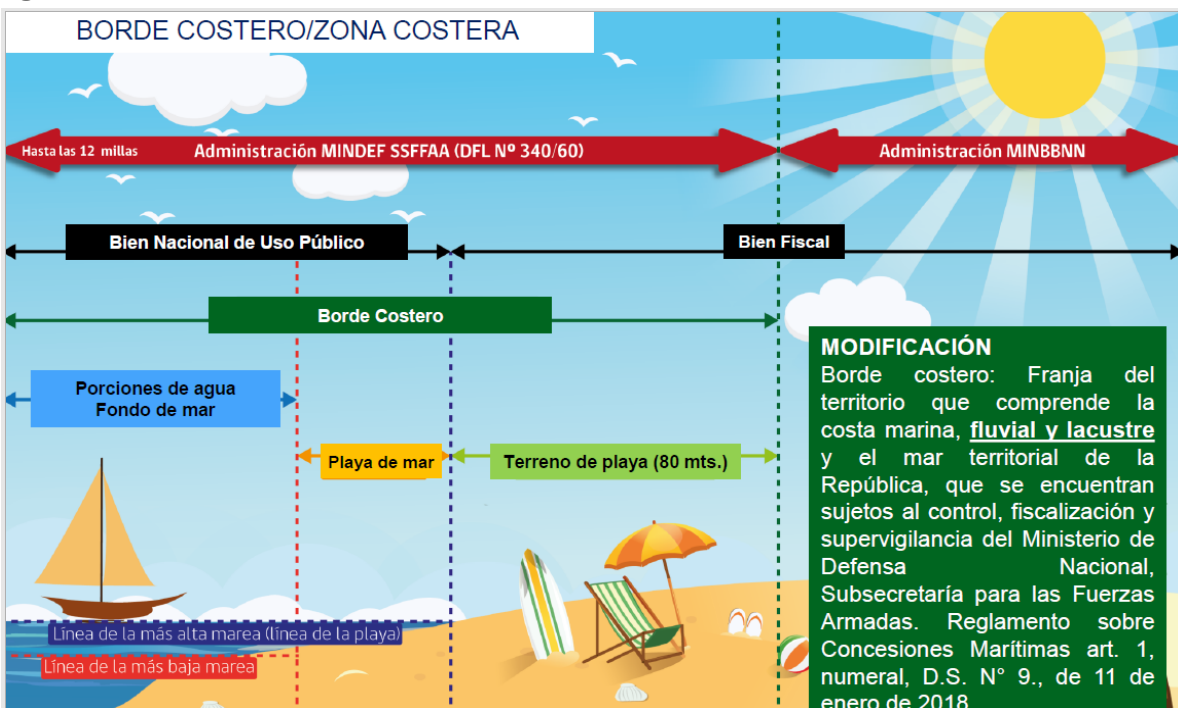 BORDE COSTERO/ZONA COSTERA
Hasta las 12 millas
Administración MINDEF SSFFAA (DFL Nº 340/60)
Administración MINBBNN
Bien Nacional de Uso Público
Bien Fiscal
Borde Costero
Porciones de agua
Fondo de mar
Playa de mar
Terreno de playa (80 mts.)
Línea de la más alta marea (línea de la playa)
Línea de la más baja marea
MODIFICACIÓN
Borde costero: Franja del
territorio que comprende la
costa marina, fluvial y lacustre
y el mar territorial de la
República, que se encuentran
sujetos al control, fiscalización y
supervigilancia del Ministerio de
Defensa Nacional,
Subsecretaría para las Fuerzas
Armadas. Reglamento sobre
Concesiones Marítimas art. 1,
numeral, D.S. N° 9., de 11 de
enero de 2018